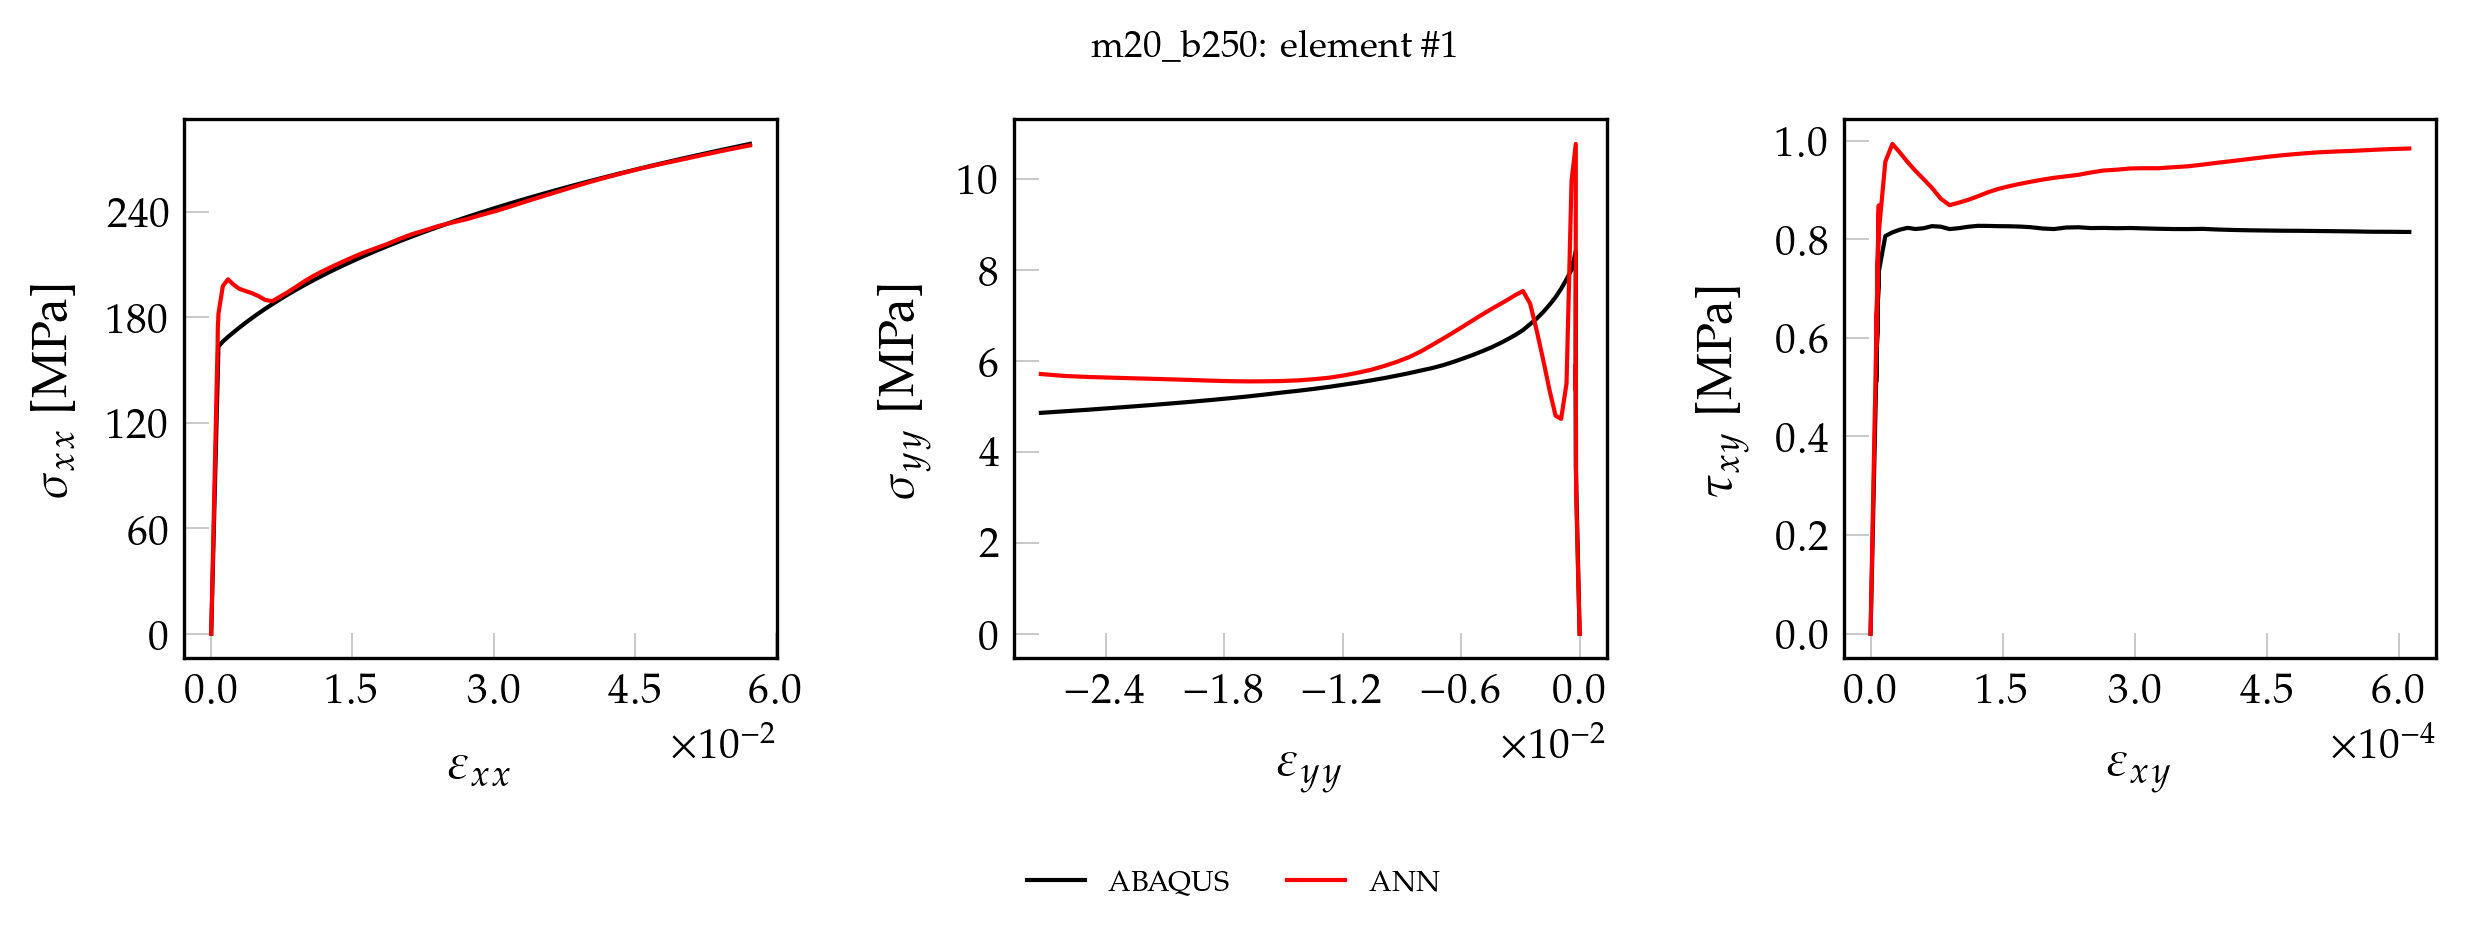 m20_b250: element #1
σxx [MPa]
240
180
120
60
0
0.0 1.5 3.0 4.5 6.0
×10−2
εxx
σyy [MPa]
10
8
6
4
2
0
−2.4 −1.8 −1.2 −0.6 0.0
×10−2
εyy
τxy [MPa]
1.0
0.8
0.6
0.4
0.2
0.0
0.0 1.5 3.0 4.5 6.0
×10−4
εxy
ABAQUS ANN